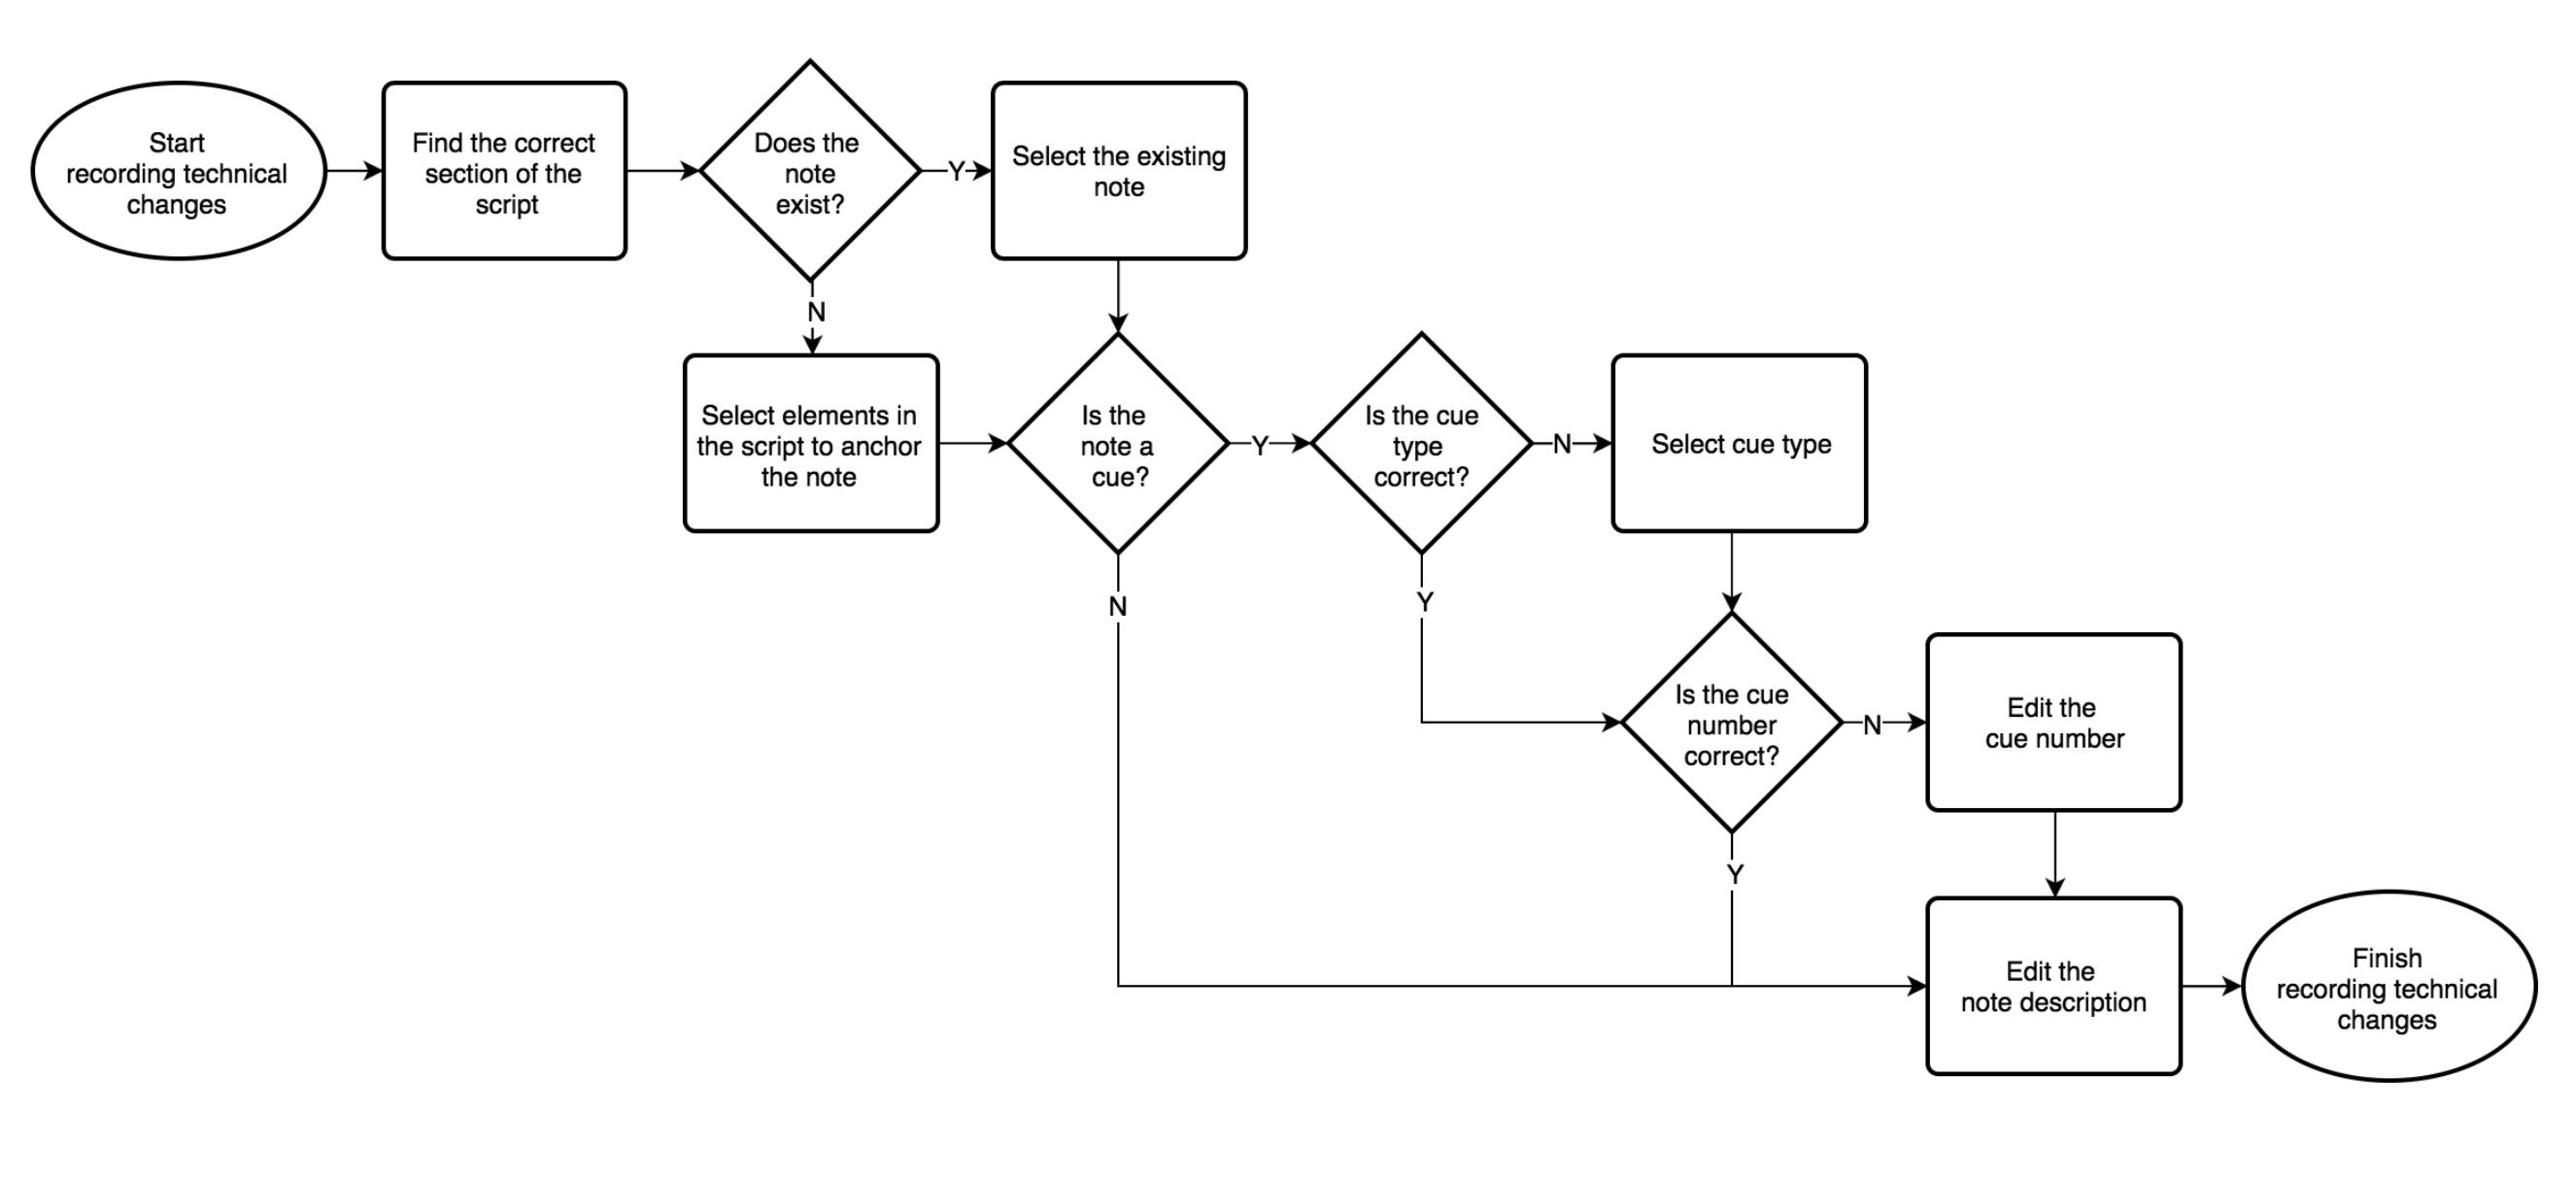 Start
recording technical
changes
Find the correct
section of the
script
Does the
note
exist?
Y
Select the existing
note
N
Select elements in
the script to anchor
the note
Is the
note a
cue?
Y
Is the cue
type
correct?
N
Select cue type
N
Y
Is the cue
number
correct?
N
Edit the
cue number
Y
Edit the
note description
Finish
recording technical
changes